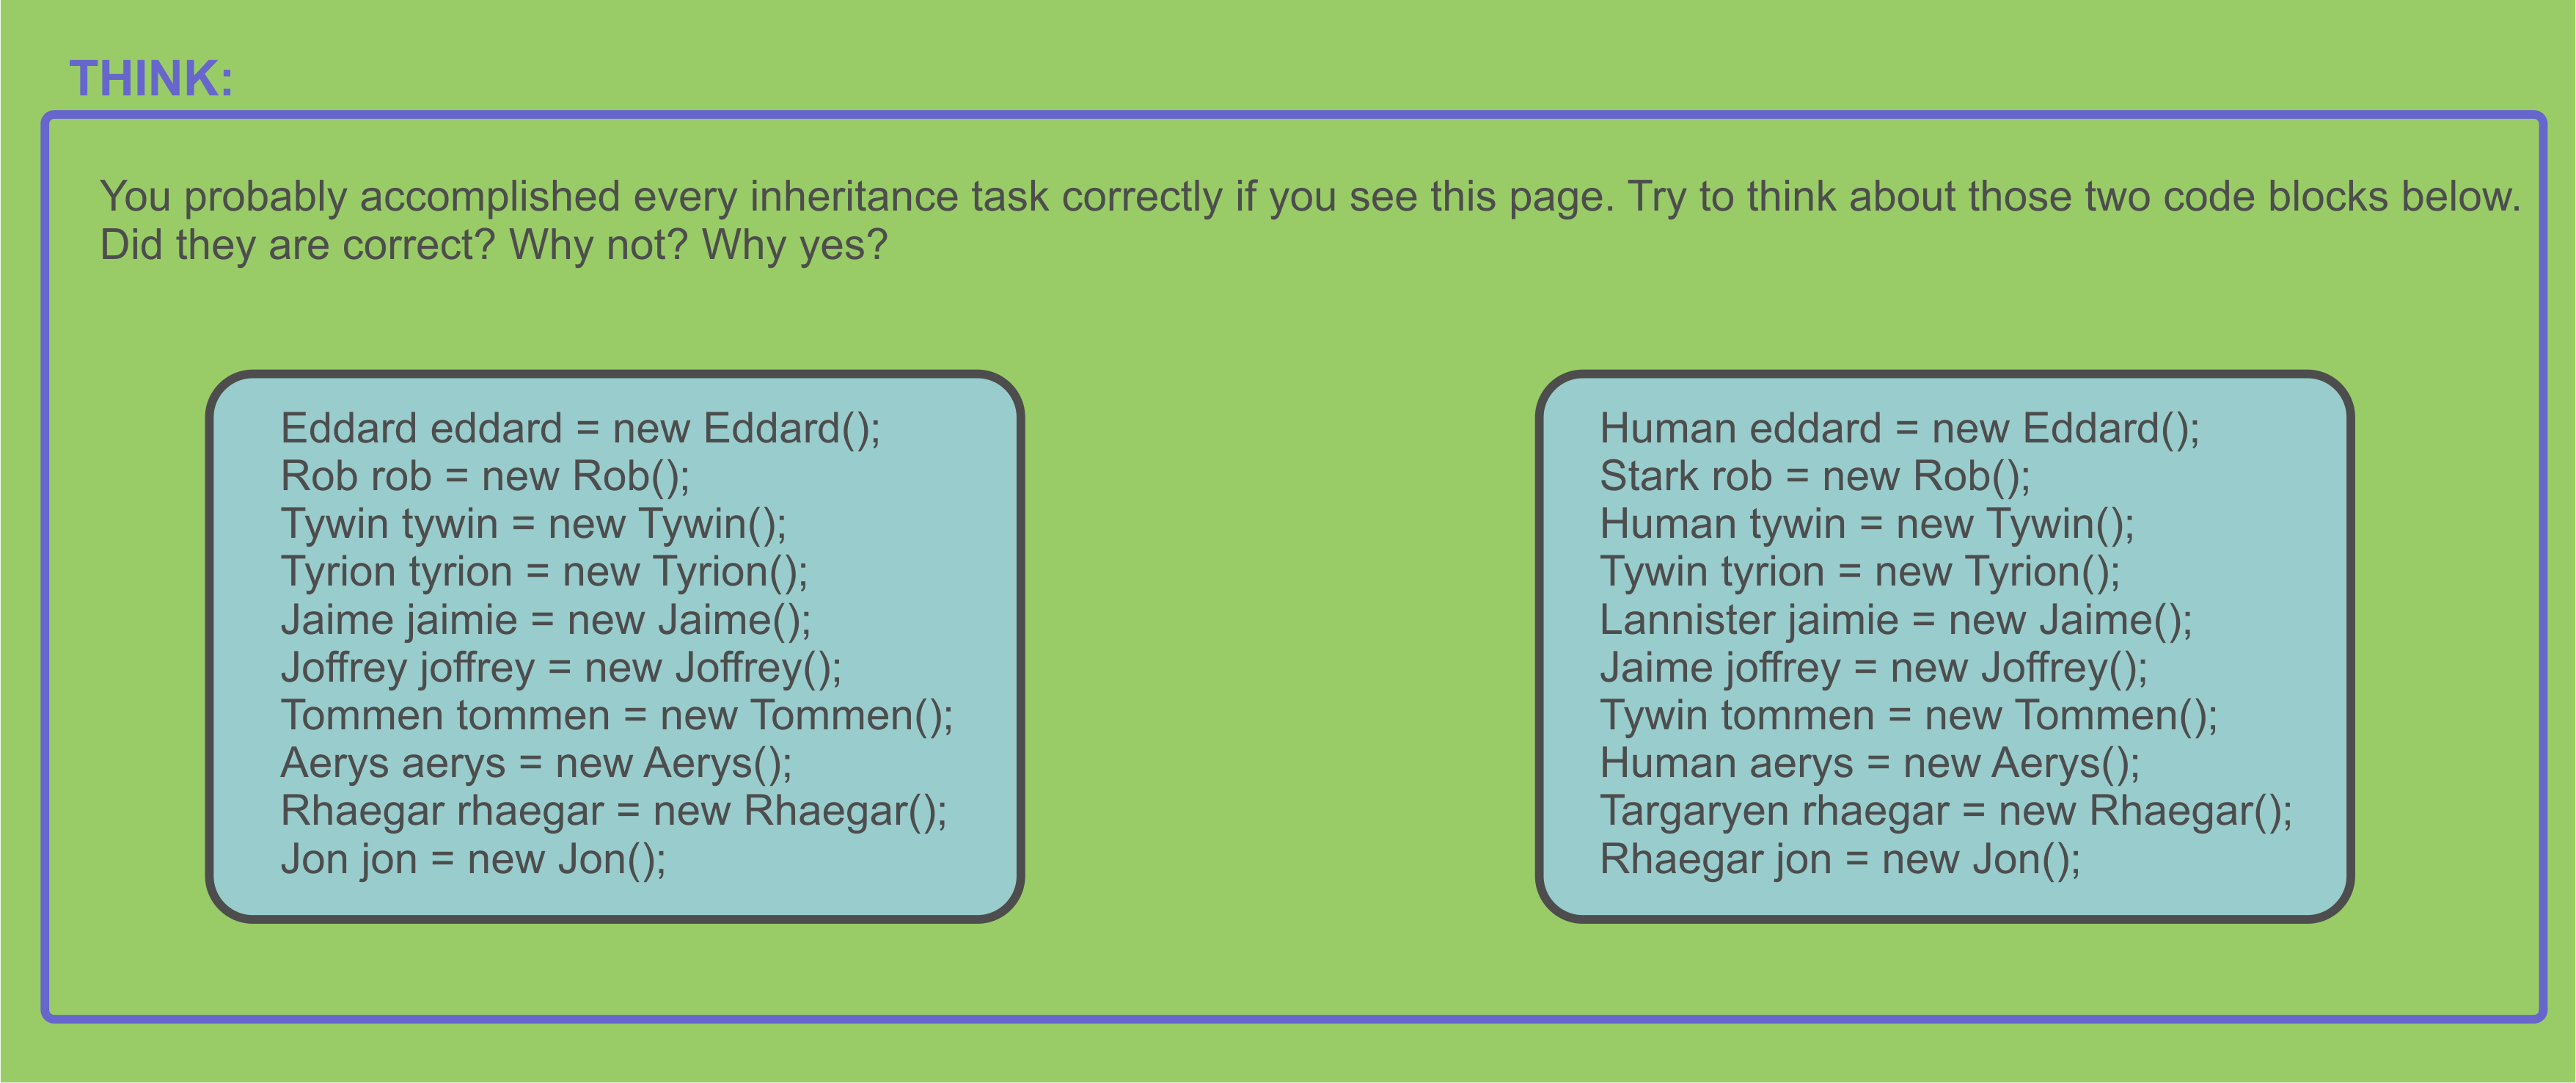 THINK:
You probably accomplished every inheritance task correctly if you see this page. Try to think about those two code blocks below.
Did they are correct? Why not? Why yes?
Eddard eddard = new Eddard();
Rob rob = new Rob();
Tywin tywin = new Tywin();
Tyrion tyrion = new Tyrion();
Jaime jaimie = new Jaime();
Joffrey joffrey = new Joffrey();
Tommen tommen = new Tommen();
Aerys aerys = new Aerys();
Rhaegar rhaegar = new Rhaegar();
Jon jon = new Jon();
Human eddard = new Eddard();
Stark rob = new Rob();
Human tywin = new Tywin();
Tywin tyrion = new Tyrion();
Lannister jaimie = new Jaime();
Jaime joffrey = new Joffrey();
Tywin tommen = new Tommen();
Human aerys = new Aerys();
Targaryen rhaegar = new Rhaegar();
Rhaegar jon = new Jon();